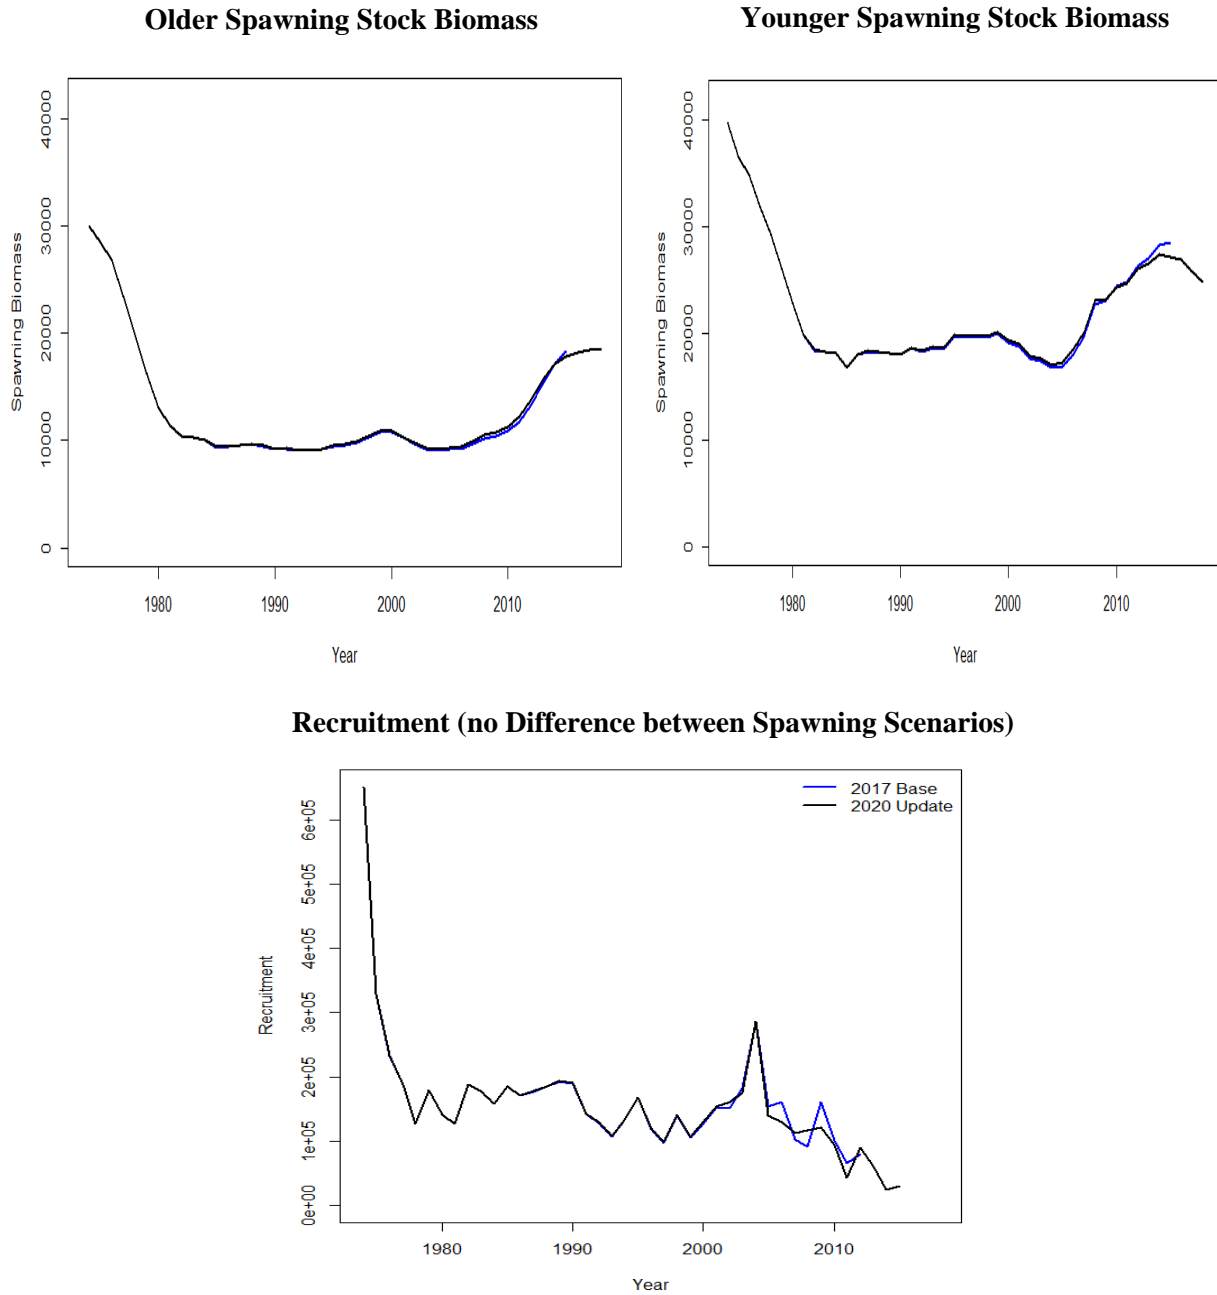 Older Spawning Stock Biomass
Younger Spawning Stock Biomass
Spawning Biomass
0
10000
20000
30000
40000
1980
1990
2000
2010
Year
Spawning Biomass
0
10000
20000
30000
40000
1980
1990
2000
2010
Year
Recruitment (no Difference between Spawning Scenarios)
2017 Base
2020 Update
Recruitment
0e+00
1e+05
2e+05
3e+05
4e+05
5e+05
6e+05
1980
1990
2000
2010
Year